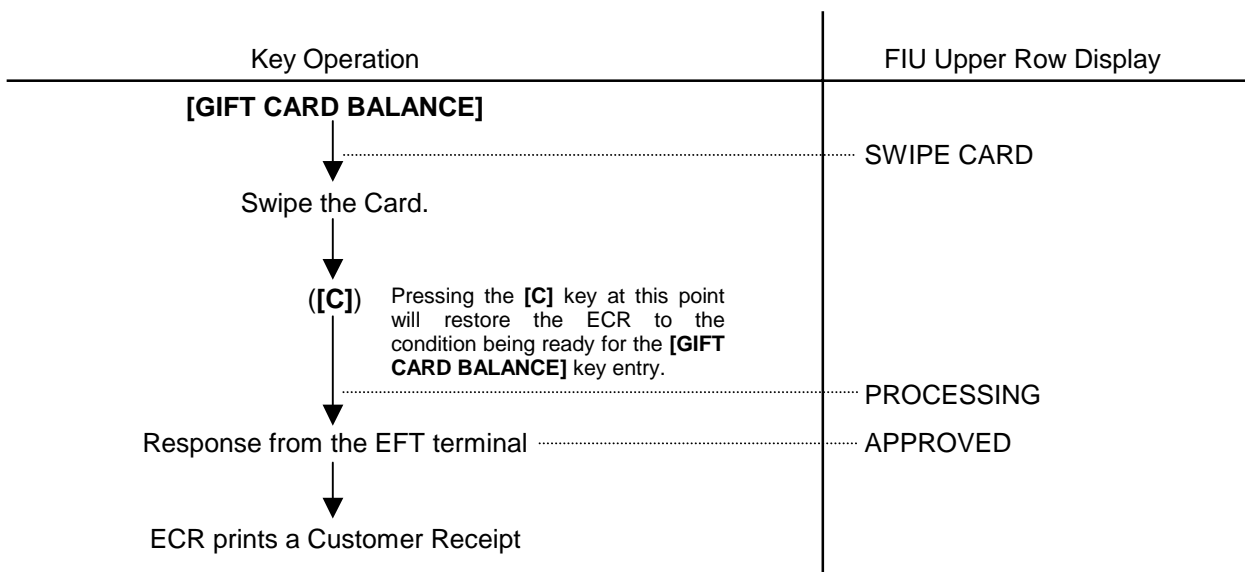 Key Operation FIU Upper Row Display
[GIFT CARD BALANCE]
SWIPE CARD
Swipe the Card.
([C]) Pressing the [C] key at this point
will restore the ECR to the
condition being ready for the [GIFT
CARD BALANCE] key entry.
PROCESSING
Response from the EFT terminal APPROVED
ECR prints a Customer Receipt